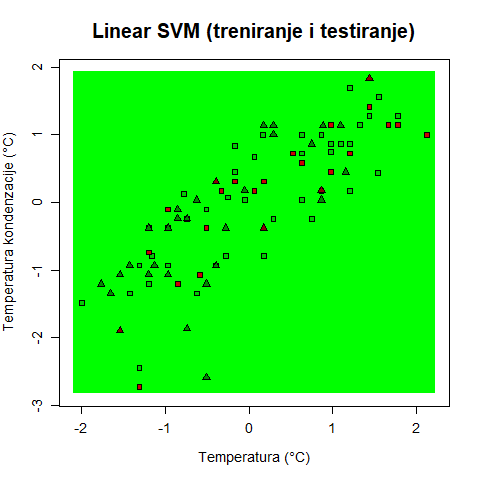 Linear SVM (treniranje i testiranje)
Temperatura kondenzacije (°C)
2
1
0
-1
-2
-3
-2 -1 0 1 2
Temperatura (°C)